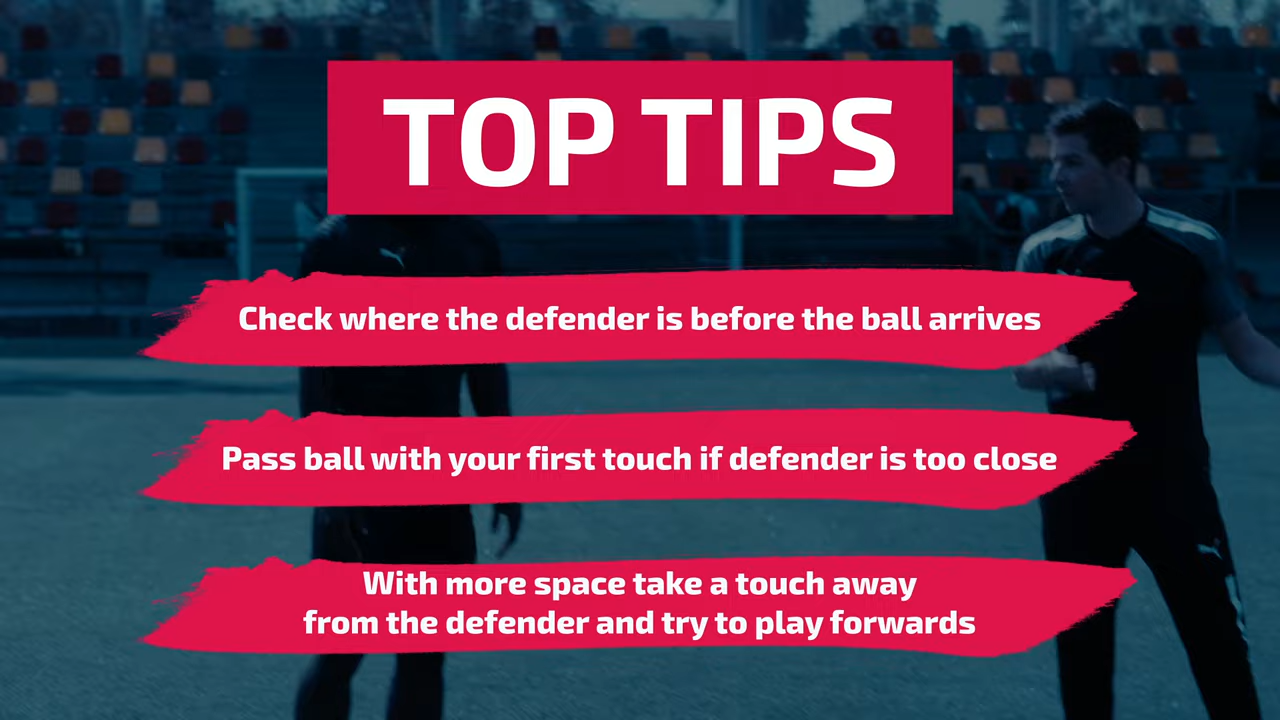 TOP TIPS
Check where the defender is before the ball arrives
Pass ball with your first touch if defender is too close
With more space take a touch away
from the defender and try to play forwards